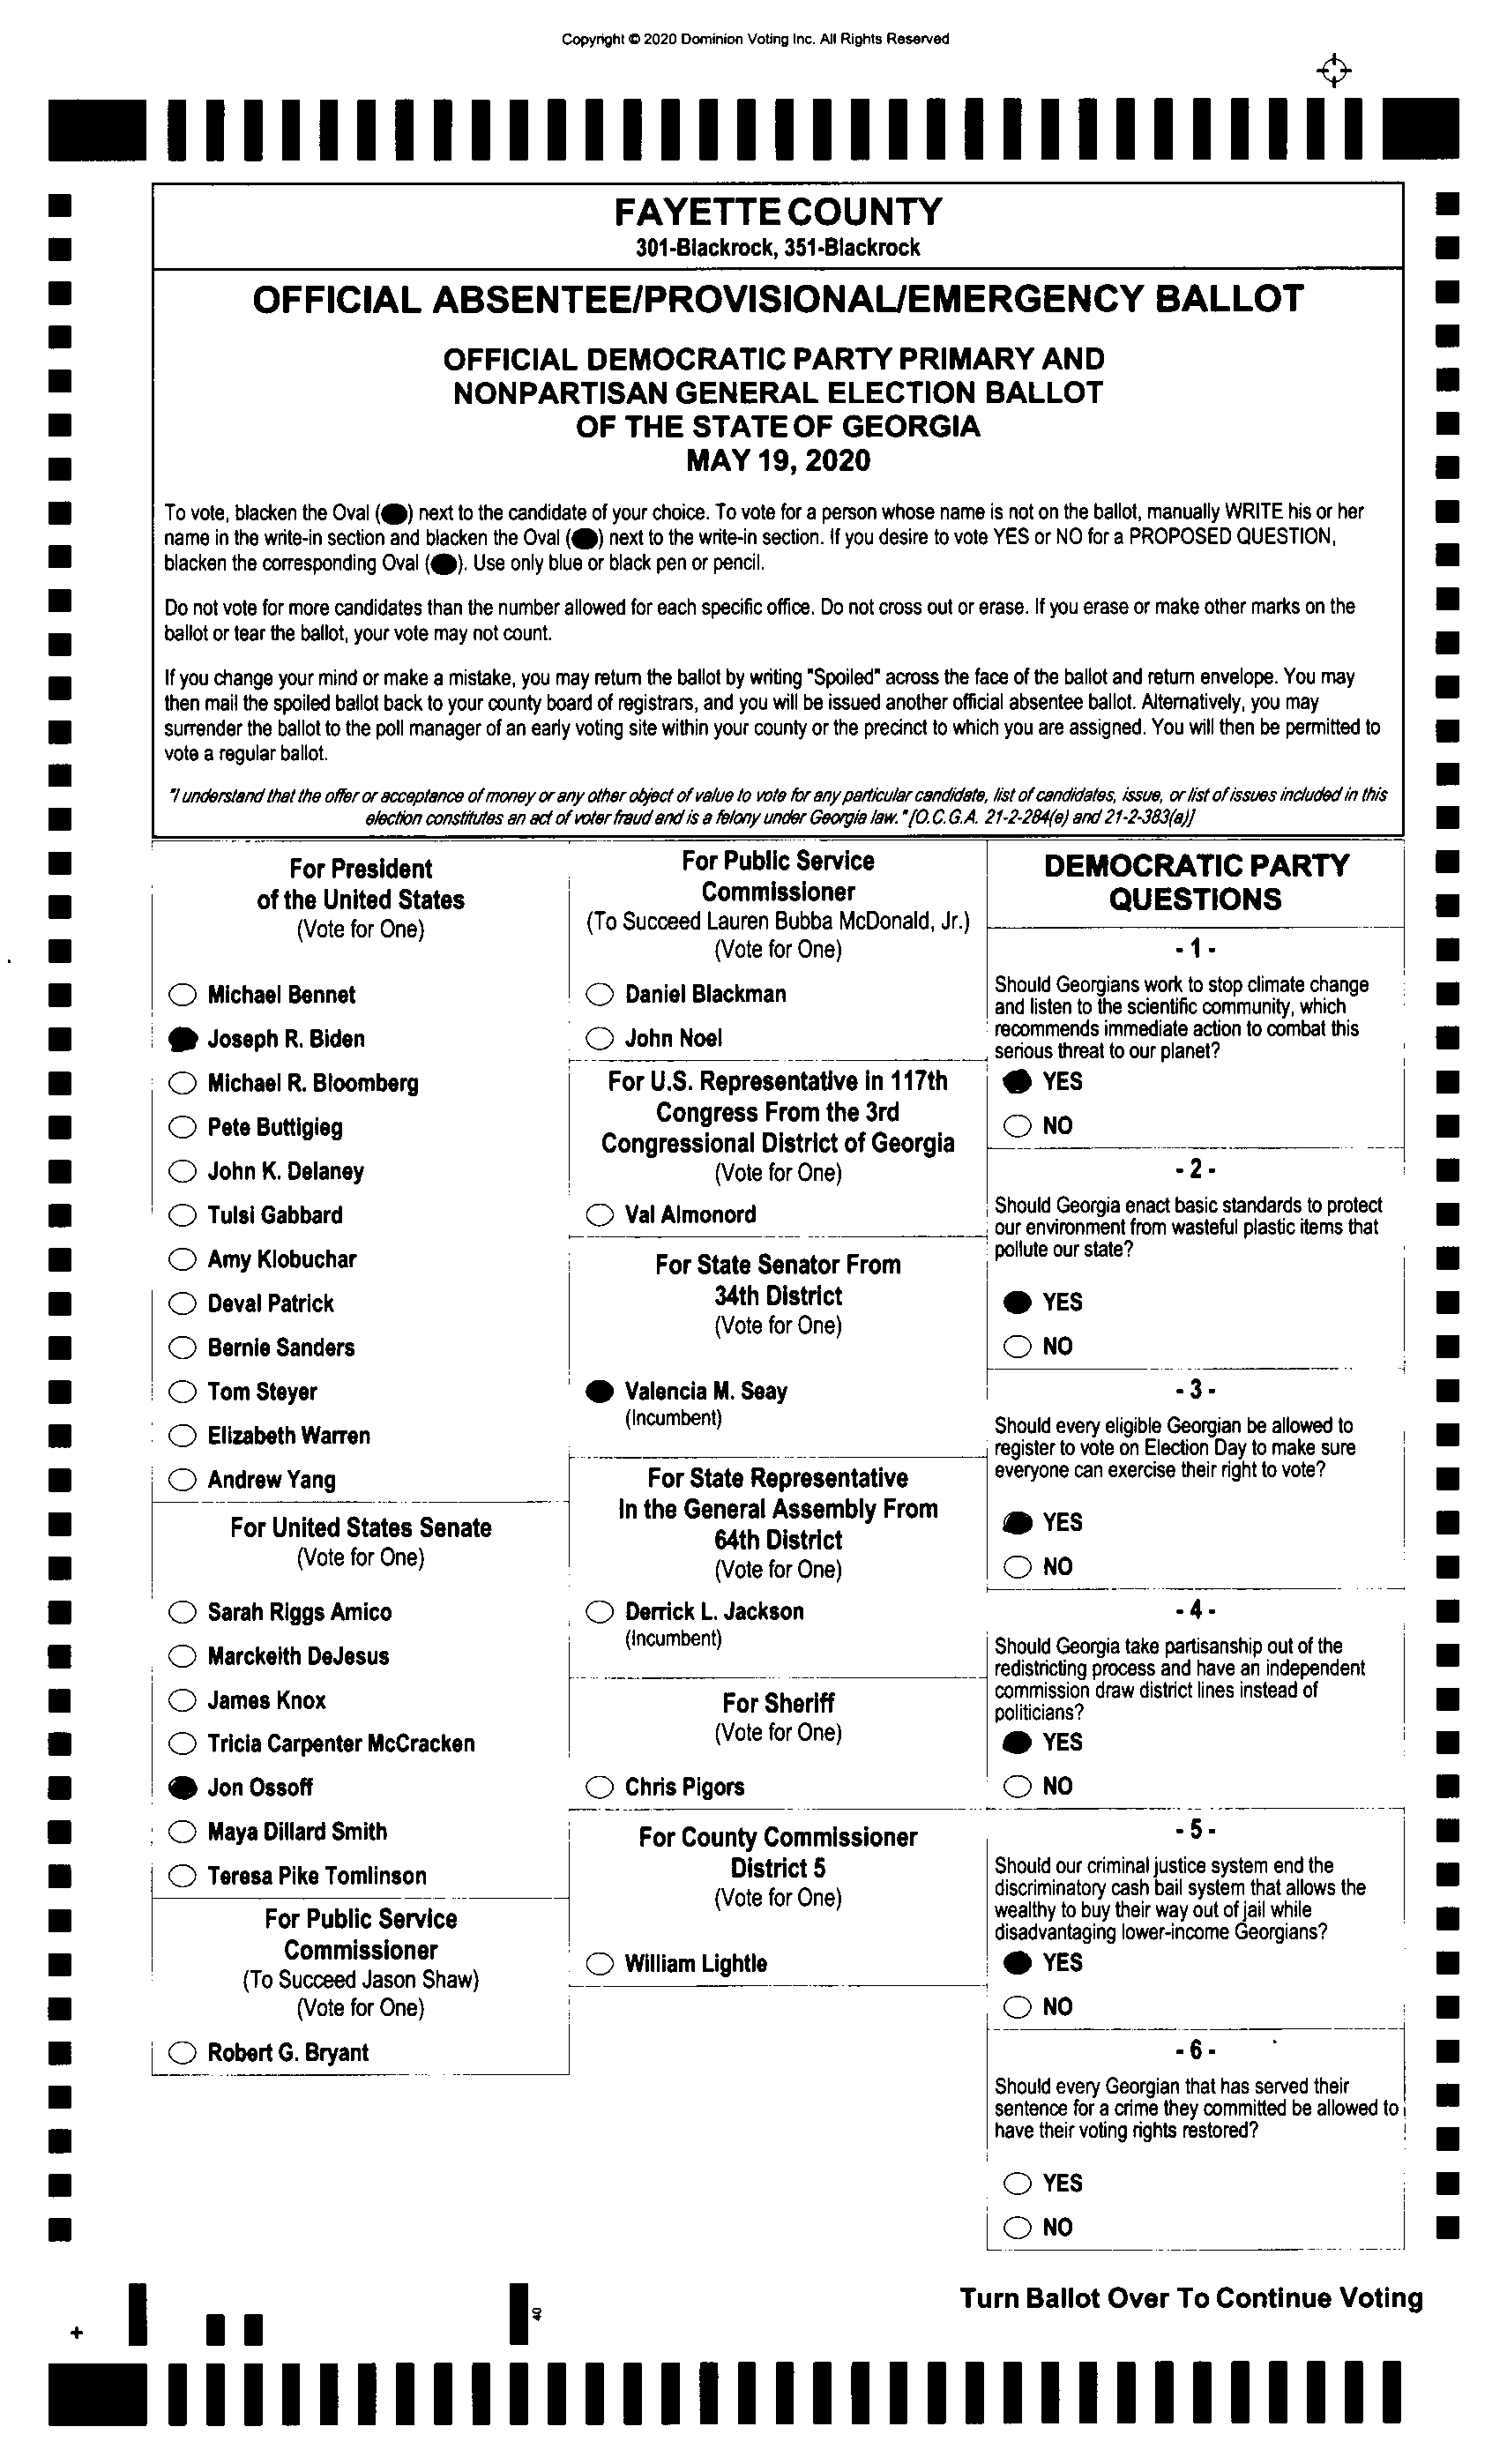 Copyright © 2020 Dominion Voting Inc. All Rights Reserved
FAYETTE COUNTY
301-Blackrock, 351-Blackrock
OFFICIAL ABSENTEE/PROVISIONAL/EMERGENCY BALLOT
OFFICIAL DEMOCRATIC PARTY PRIMARY AND
NONPARTISAN GENERAL ELECTION BALLOT
OF THE STATE OF GEORGIA
MAY 19, 2020
To vote, blacken the Oval ( ) next to the candidate of your choice. To vote for a person whose name is not on the ballot, manually WRITE his or her
name in the write-in section and blacken the Oval ( ) next to the write-in section. If you desire to vote YES or NO for a PROPOSED QUESTION,
blacken the corresponding Oval ( ). Use only blue or black pen or pencil.
Do not vote for more candidates than the number allowed for each specific office. Do not cross out or erase. If you erase or make other marks on the
ballot or tear the ballot, your vote may not count.
If you change your mind or make a mistake, you may return the ballot by writing "Spoiled" across the face of the ballot and return envelope. You may
then mail the spoiled ballot back to your county board of registrars, and you will be issued another official absentee ballot. Alternatively, you may
surrender the ballot to the poll manager of an early voting site within your county or the precinct to which you are assigned. You will then be permitted to
vote a regular ballot.
"I understand that the offer or acceptance of money or any other object of value to vote for any particular candidate, list of candidates, issue, or list of issues included in this
election constitutes an act of voter fraud and is a felony under Georgia law." [O.C.G.A. 21-2-284(e) and 21-2-383(a)]
For President
of the United States
(Vote for One)
Michael Bennet
Joseph R. Biden
Michael R. Bloomberg
Pete Buttigieg
John K. Delaney
Tulsi Gabbard
Amy Klobuchar
Deval Patrick
Bernie Sanders
Tom Steyer
Elizabeth Warren
Andrew Yang
For United States Senate
(Vote for One)
Sarah Riggs Amico
Marckeith DeJesus
James Knox
Tricia Carpenter McCracken
Jon Ossoff
Maya Dillard Smith
Teresa Pike Tomlinson
For Public Service
Commissioner
(To Succeed Jason Shaw)
(Vote for One)
Robert G. Bryant
For Public Service
Commissioner
(To Succeed Lauren Bubba McDonald, Jr.)
(Vote for One)
Daniel Blackman
John Noel
For U.S. Representative in 117th
Congress From the 3rd
Congressional District of Georgia
(Vote for One)
Val Almonord
For State Senator From
34th District
(Vote for One)
Valencia M. Seay
(Incumbent)
For State Representative
In the General Assembly From
64th District
(Vote for One)
Derrick L. Jackson
(Incumbent)
For Sheriff
(Vote for One)
Chris Pigors
For County Commissioner
District 5
(Vote for One)
William Lightle
DEMOCRATIC PARTY
QUESTIONS
- 1 -
Should Georgians work to stop climate change
and listen to the scientific community, which
recommends immediate action to combat this
serious threat to our planet?
YES
NO
- 2 -
Should Georgia enact basic standards to protect
our environment from wasteful plastic items that
pollute our state?
YES
NO
- 3 -
Should every eligible Georgian be allowed to
register to vote on Election Day to make sure
everyone can exercise their right to vote?
YES
NO
- 4 -
Should Georgia take partisanship out of the
redistricting process and have an independent
commission draw district lines instead of
politicians?
YES
NO
- 5 -
Should our criminal justice system end the
discriminatory cash bail system that allows the
wealthy to buy their way out of jail while
disadvantaging lower-income Georgians?
YES
NO
- 6 -
Should every Georgian that has served their
sentence for a crime they committed be allowed to
have their voting rights restored?
YES
NO
Turn Ballot Over To Continue Voting
40